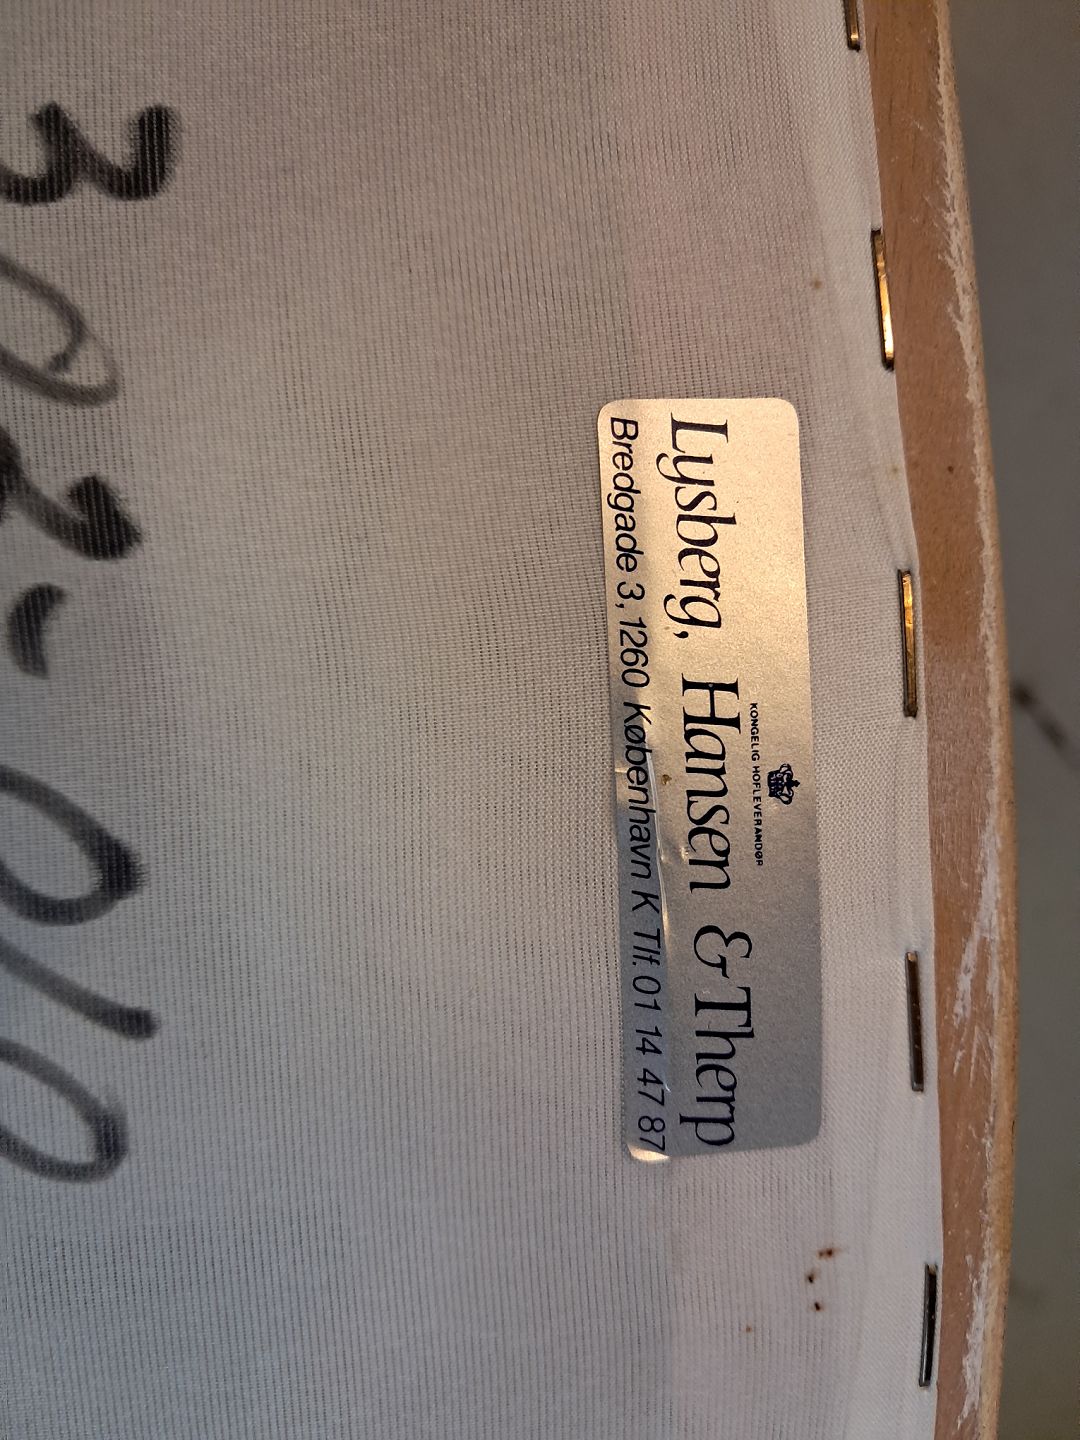 KONGELIG HOFLEVERANDØR
Lysberg, Hansen & Therp
Bredgade 3, 1260 København K Tlf. 01 14 47 87